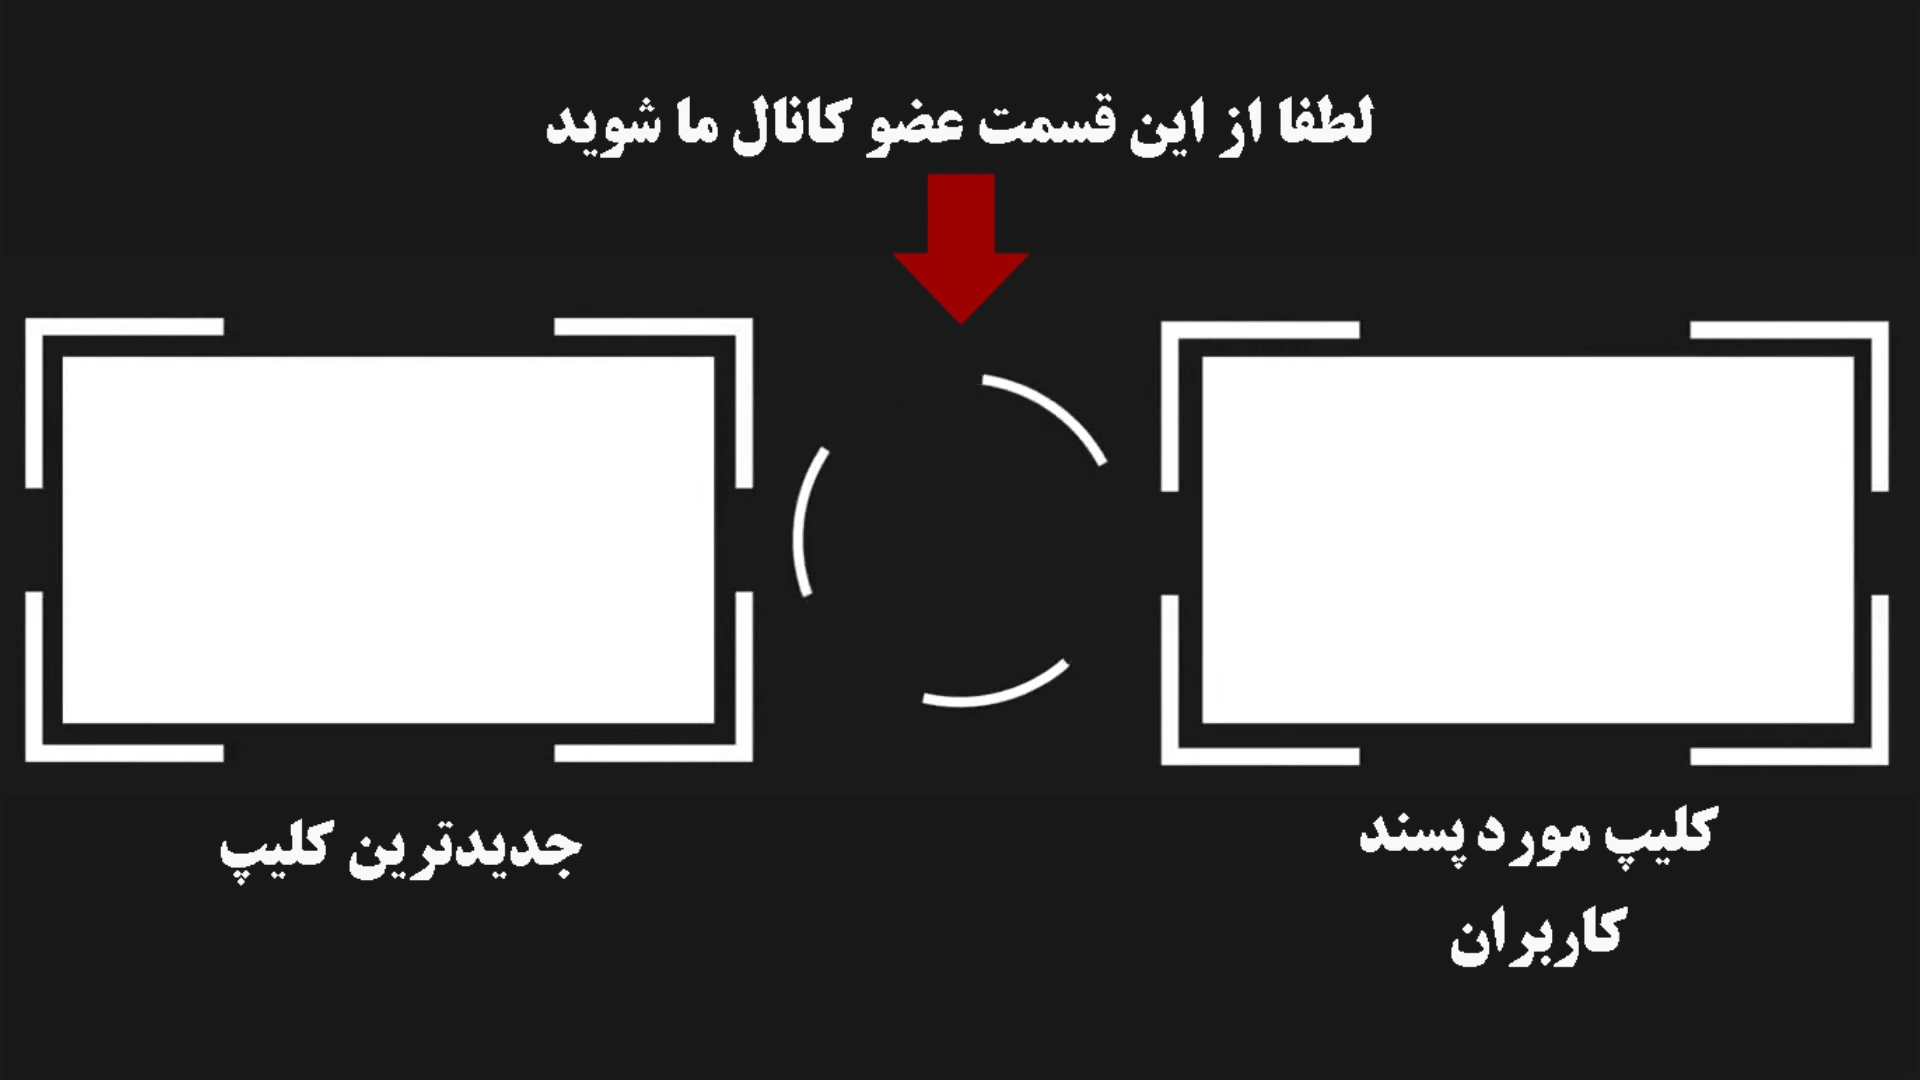 لطفا از این قسمت عضو کانال ما شوید
کلیپ مورد پسند
کاربران
جدیدترین کلیپ